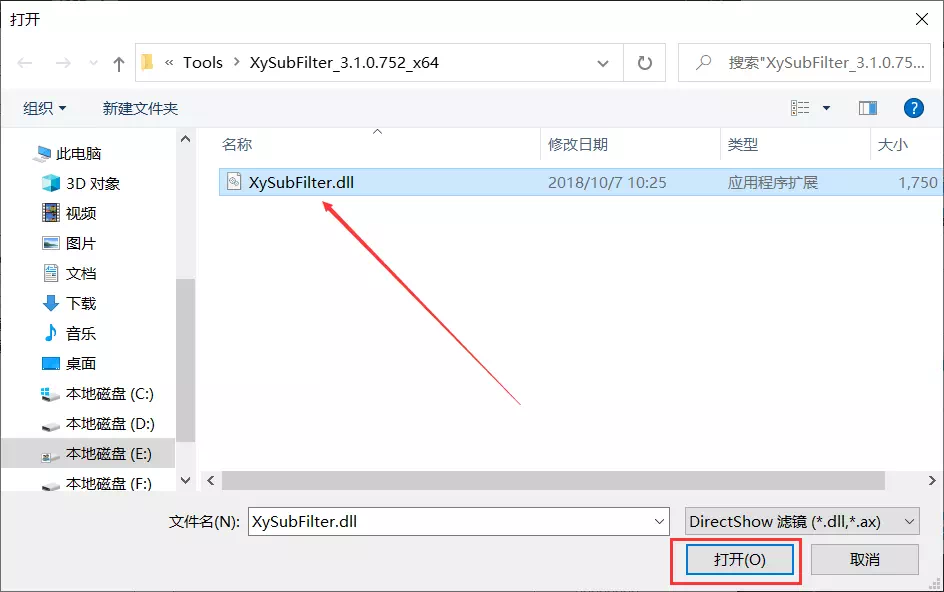 打开
« Tools > XySubFilter_3.1.0.752_x64
搜索"XySubFilter_3.1.0.75...
组织 新建文件夹
?
名称 修改日期 类型 大小
XySubFilter.dll 2018/10/7 10:25 应用程序扩展 1,750
此电脑
3D 对象
视频
图片
文档
下载
音乐
桌面
本地磁盘 (C:)
本地磁盘 (D:)
本地磁盘 (E:)
本地磁盘 (F:)
文件名(N): XySubFilter.dll DirectShow 滤镜 (*.dll,*.ax)
打开(O) 取消